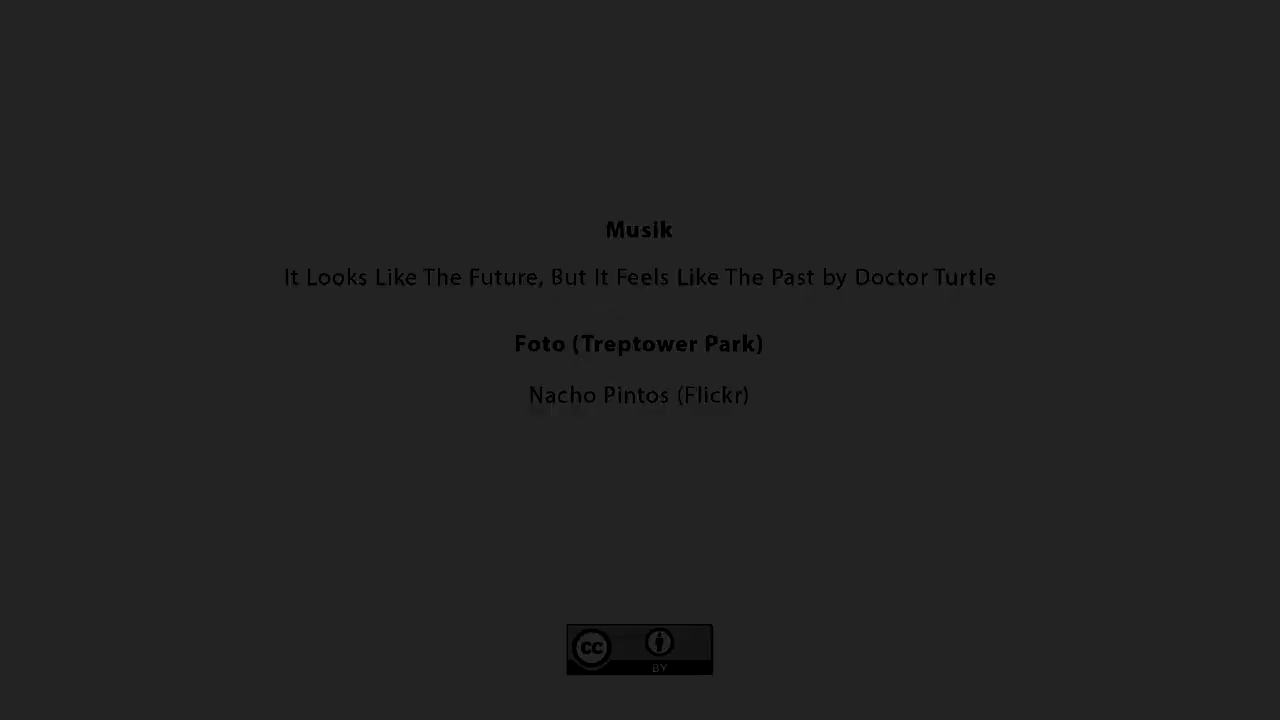 Musik
It Looks Like The Future, But It Feels Like The Past by Doctor Turtle
Foto (Treptower Park)
Nacho Pintos (Flickr)
cc
BY